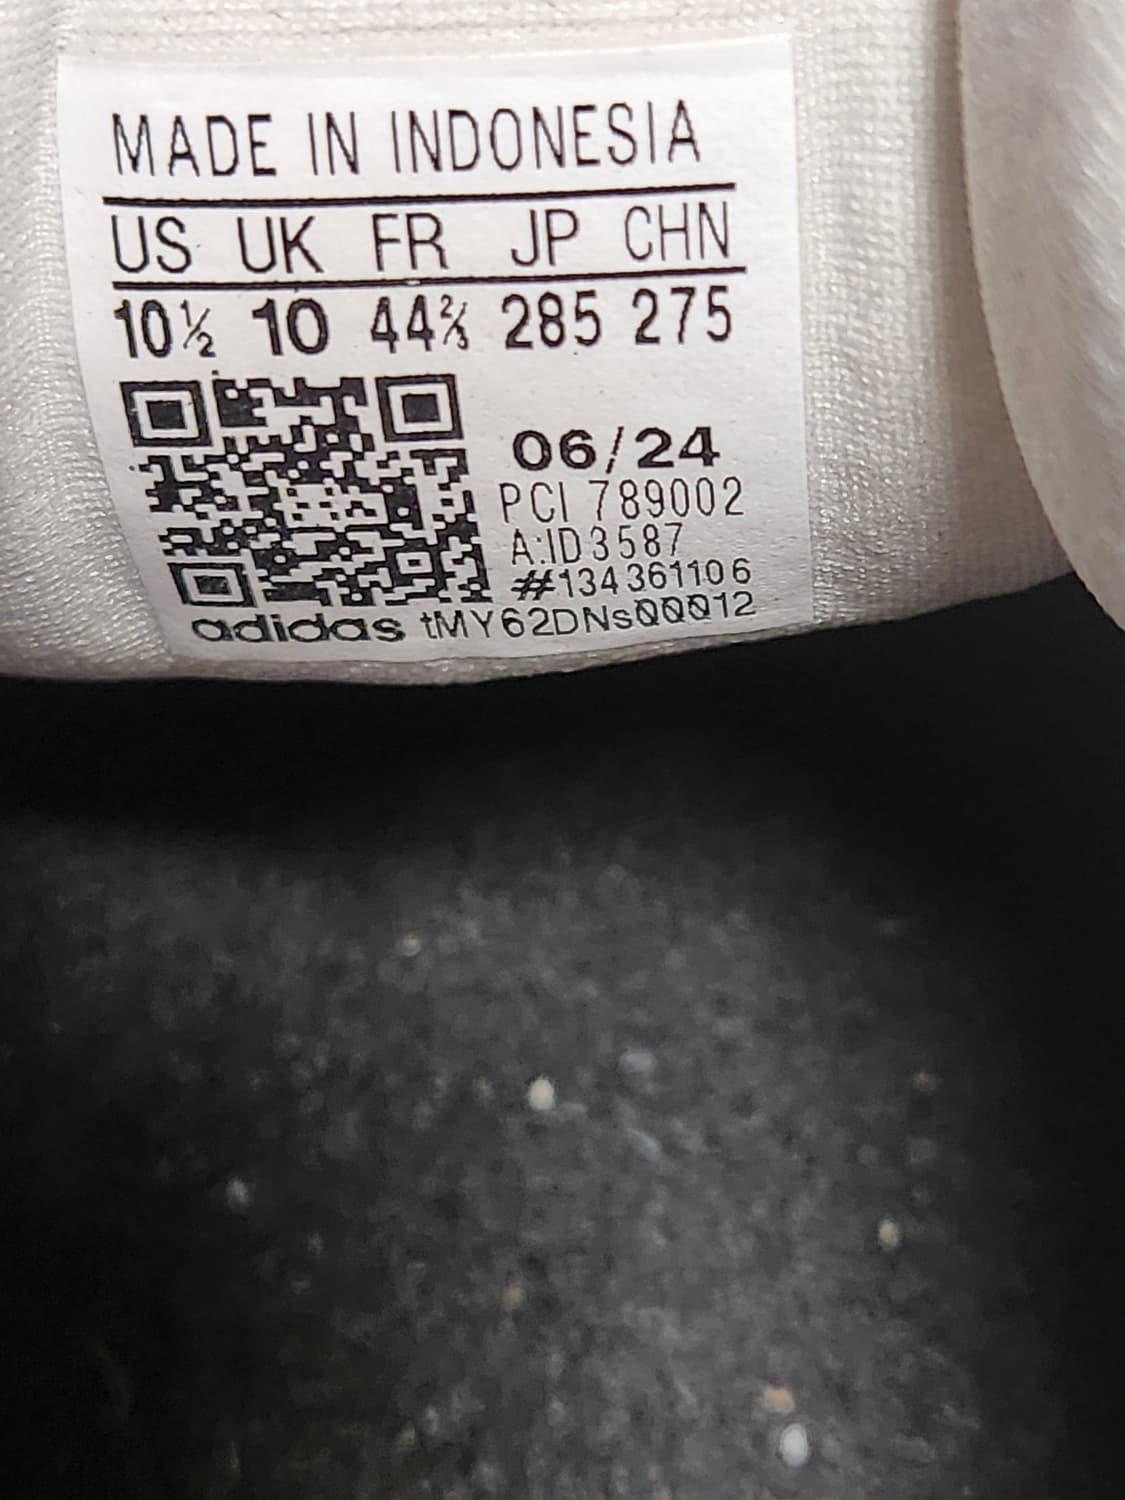 MADE IN INDONESIA
US UK FR JP CHN
10½ 10 44⅔ 285 275
06/24
PCI 789002
A:ID3587
#134361106
adidas tMY62DNsQQQ12